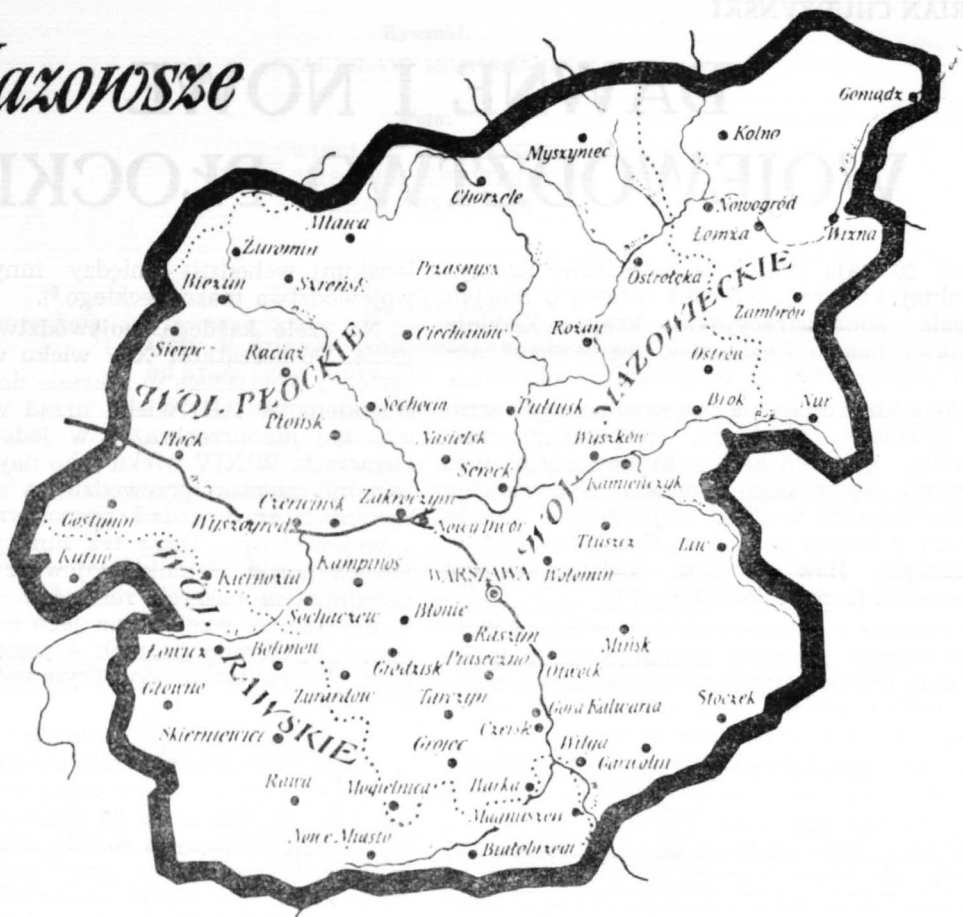 azowsze
Goniądz
Kolno
Myszyniec
Chorzele
Nowogród
Łomża
Wizna
Mława
Żuromin
Przasnysz
Ostrołęka
Bieżuń
Szreńsk
Zambrów
Ciechanów
Różan
Sierpc
Raciąż
Ostrów
WOJ. PŁOCKIE
WOJ. MAZOWIECKIE
Sochocin
Pułtusk
Brok
Nur
Płońsk
Nasielsk
Wyszków
Płock
Serock
Kamieńczyk
Zakroczym
Czerwińsk
Wyszogród
Nowy Dwór
Gostynin
Tłuszcz
Liw
Kutno
Kampinos
Kiernozia
WARSZAWA
Wołomin
Sochaczew
Błonie
Raszyn
Mińsk
Łowicz
Bolimów
Grodzisk
Piaseczno
Otwock
WOJ. RAWSKIE
Żyrardów
Tarczyn
Głowno
Góra Kalwaria
Stoczek
Czersk
Skierniewice
Grójec
Wilga
Garwolin
Rawa
Mogielnica
Warka
Magnuszew
Nowe Miasto
Białobrzegi